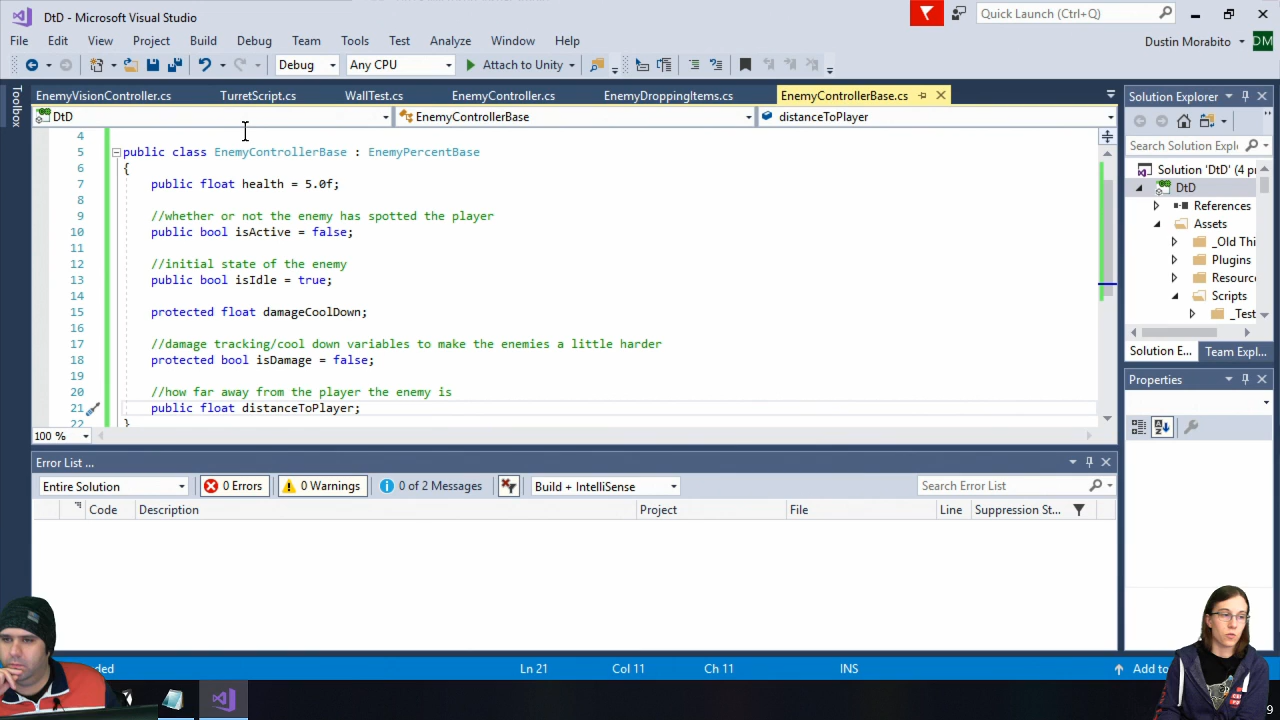 DtD - Microsoft Visual Studio
Quick Launch (Ctrl+Q)
File Edit View Project Build Debug Team Tools Test Analyze Window Help
Dustin Morabito DM
Debug Any CPU Attach to Unity
Toolbox
EnemyVisionController.cs TurretScript.cs WallTest.cs EnemyController.cs EnemyDroppingItems.cs EnemyControllerBase.cs
DtD EnemyControllerBase distanceToPlayer
4
5 public class EnemyControllerBase : EnemyPercentBase
6 {
7 public float health = 5.0f;
8
9 //whether or not the enemy has spotted the player
10 public bool isActive = false;
11
12 //initial state of the enemy
13 public bool isIdle = true;
14
15 protected float damageCoolDown;
16
17 //damage tracking/cool down variables to make the enemies a little harder
18 protected bool isDamage = false;
19
20 //how far away from the player the enemy is
21 public float distanceToPlayer;
22 }
100 %
Solution Explorer
Search Solution Explo
Solution 'DtD' (4 pr
DtD
References
Assets
_Old Thi
Plugins
Resourc
Scripts
_Test
Solution E... Team Expl...
Properties
Error List ...
Entire Solution 0 Errors 0 Warnings 0 of 2 Messages Build + IntelliSense Search Error List
Code Description Project File Line Suppression St...
ded Ln 21 Col 11 Ch 11 INS Add to
9